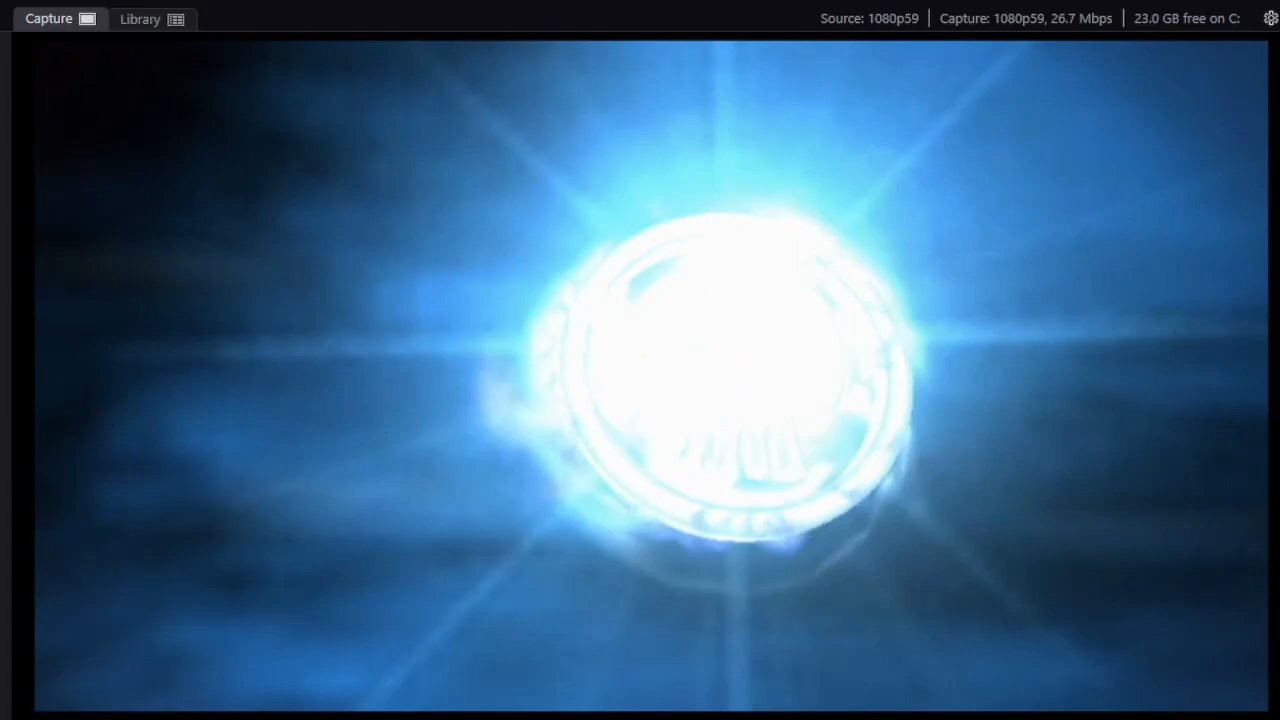 Capture
Library
Source: 1080p59
Capture: 1080p59, 26.7 Mbps
23.0 GB free on C: